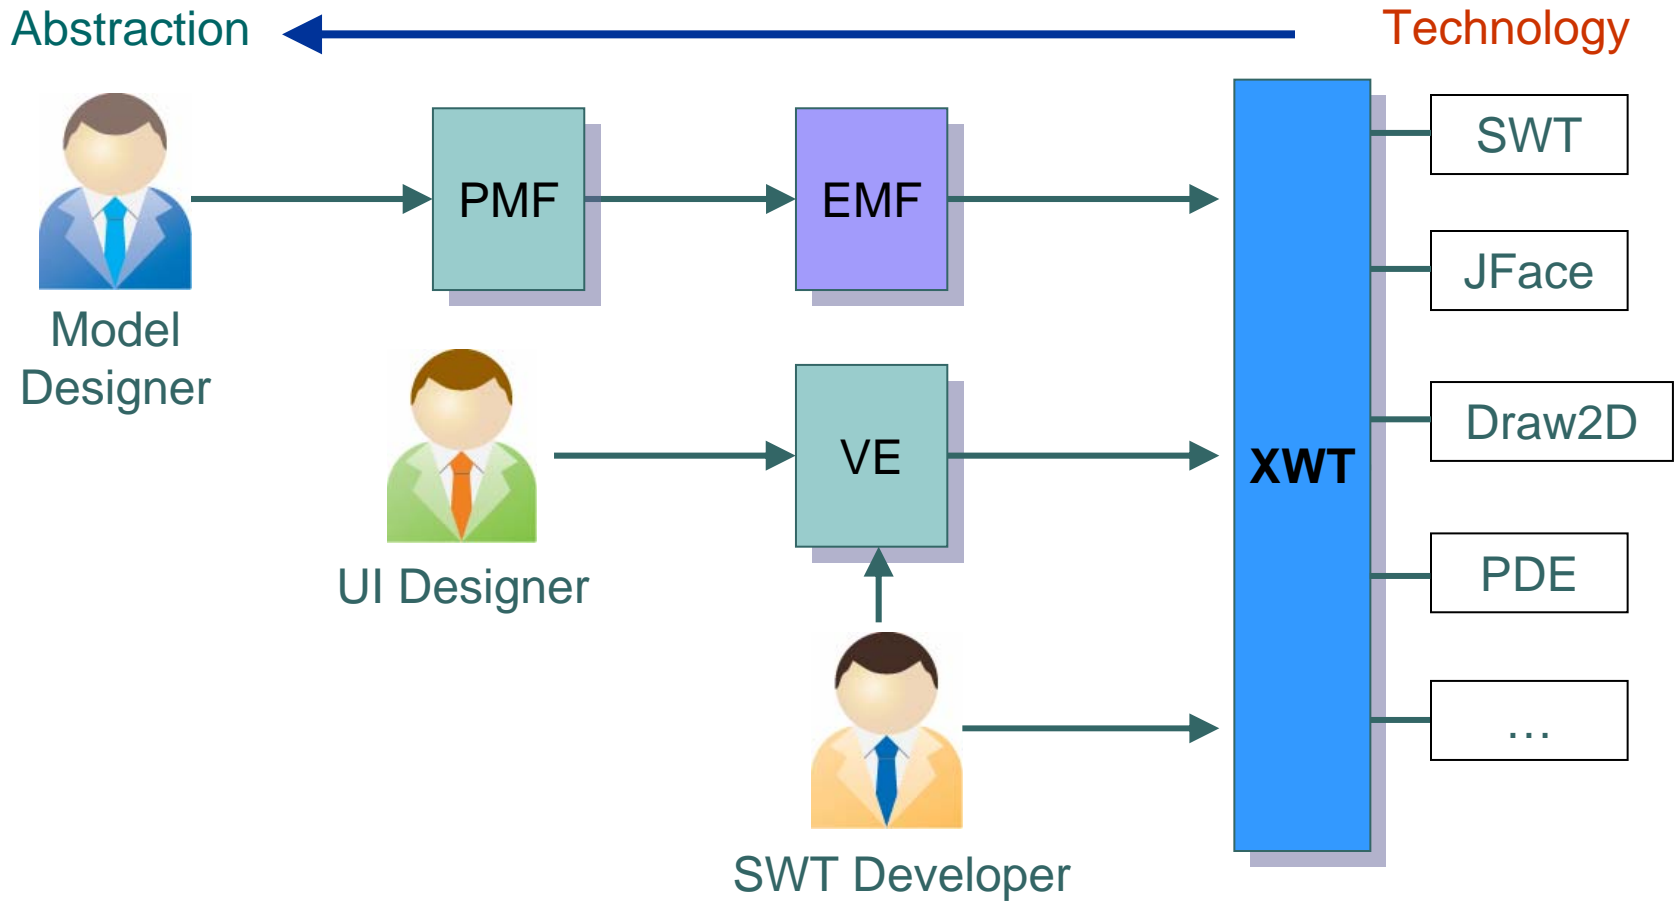 Abstraction
Technology
PMF
EMF
SWT
JFace
Model
Designer
VE
XWT
Draw2D
UI Designer
PDE
...
SWT Developer